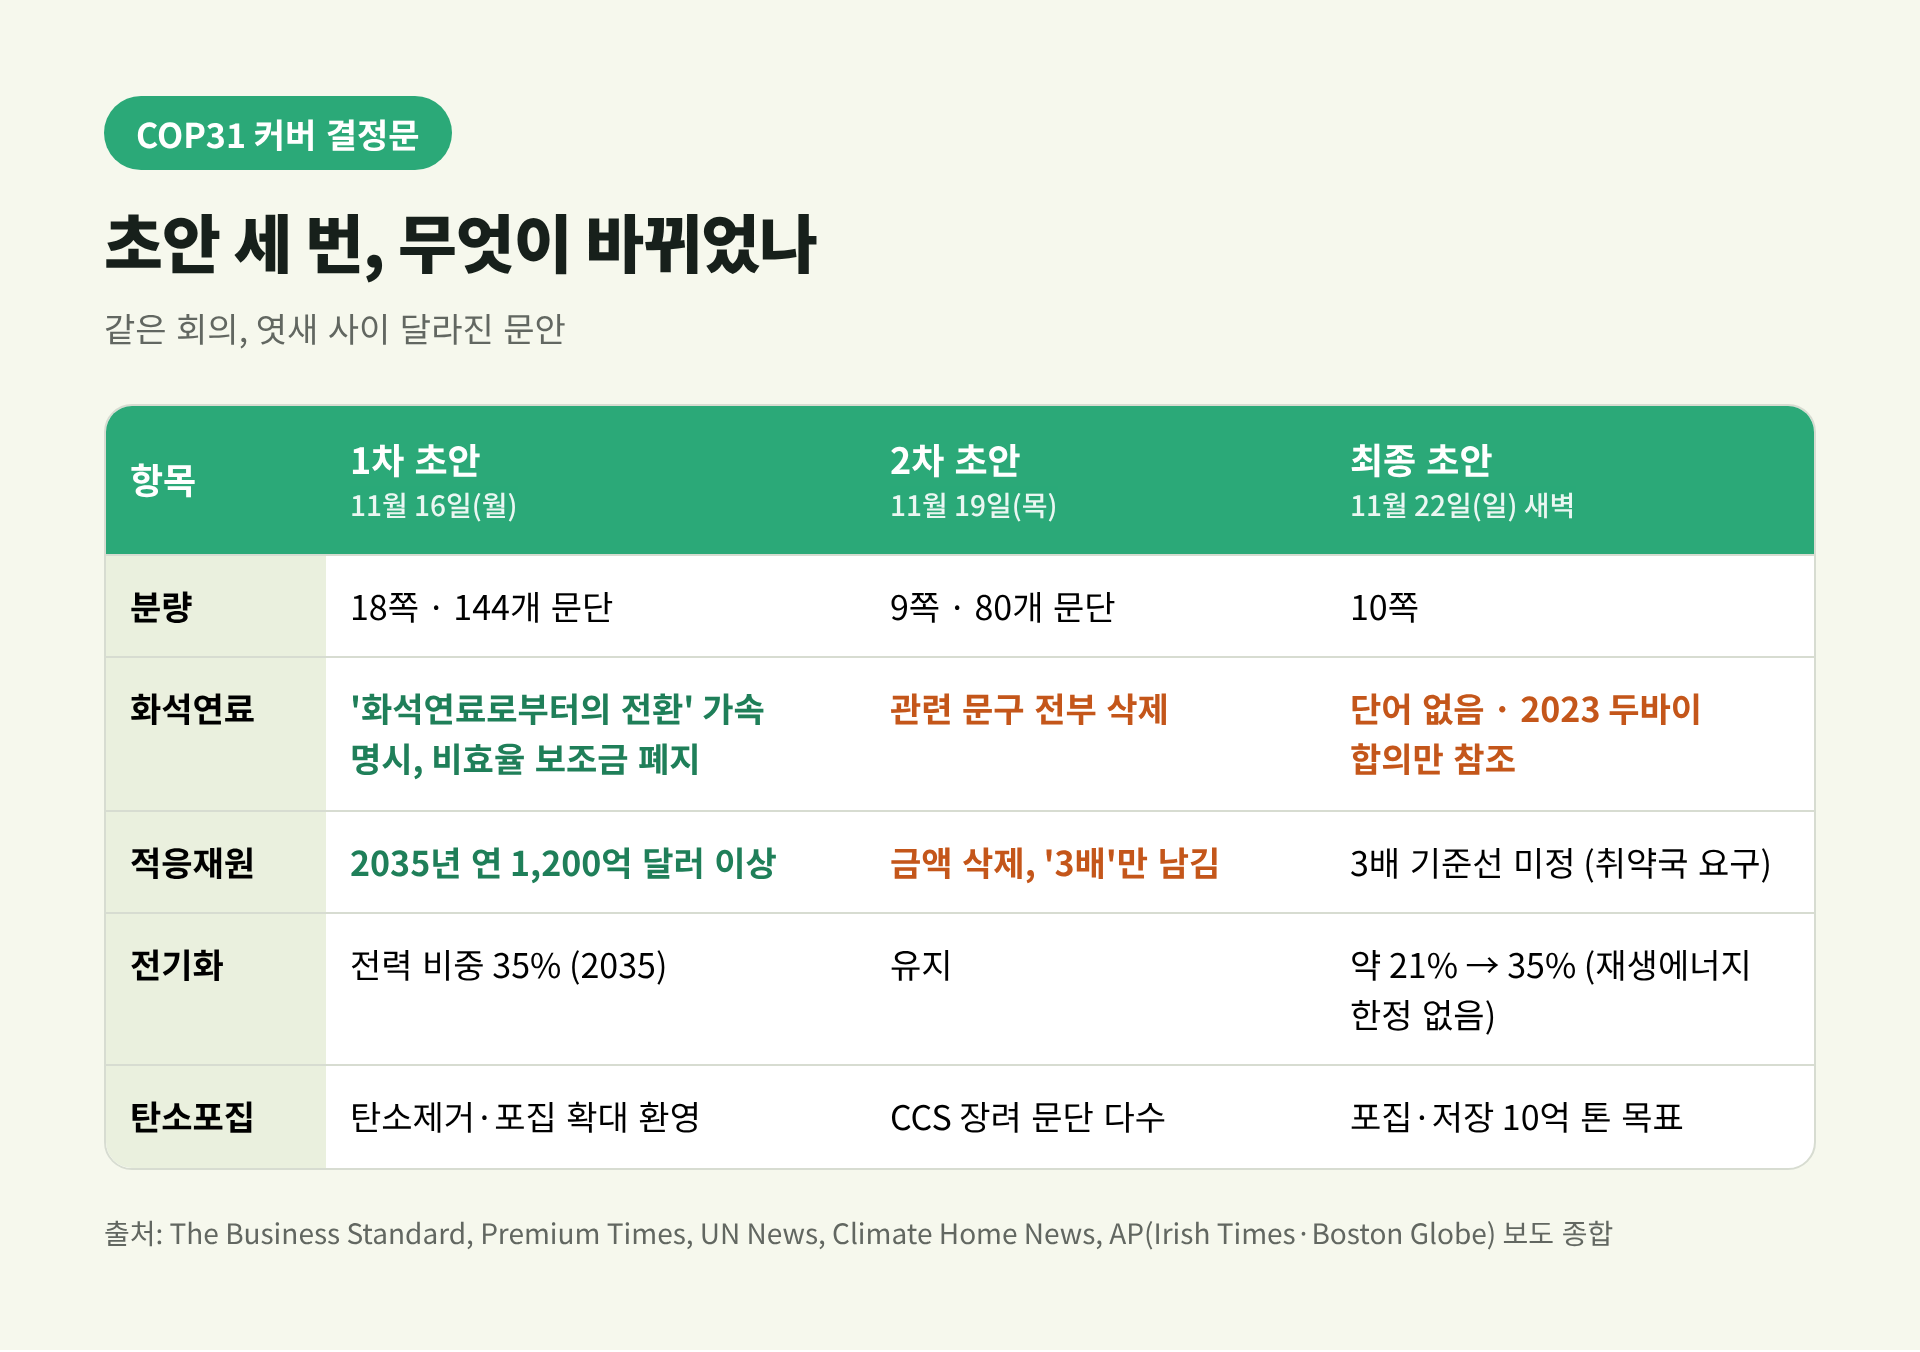 COP31 커버 결정문
초안 세 번, 무엇이 바뀌었나
같은 회의, 엿새 사이 달라진 문안
항목
1차 초안
11월 16일(월)
2차 초안
11월 19일(목)
최종 초안
11월 22일(일) 새벽
분량
18쪽 · 144개 문단
9쪽 · 80개 문단
10쪽
화석연료
'화석연료로부터의 전환' 가속
명시, 비효율 보조금 폐지
관련 문구 전부 삭제
단어 없음 · 2023 두바이
합의만 참조
적응재원
2035년 연 1,200억 달러 이상
금액 삭제, '3배'만 남김
3배 기준선 미정 (취약국 요구)
전기화
전력 비중 35% (2035)
유지
약 21% → 35% (재생에너지
한정 없음)
탄소포집
탄소제거·포집 확대 환영
CCS 장려 문단 다수
포집·저장 10억 톤 목표
출처: The Business Standard, Premium Times, UN News, Climate Home News, AP(Irish Times·Boston Globe) 보도 종합